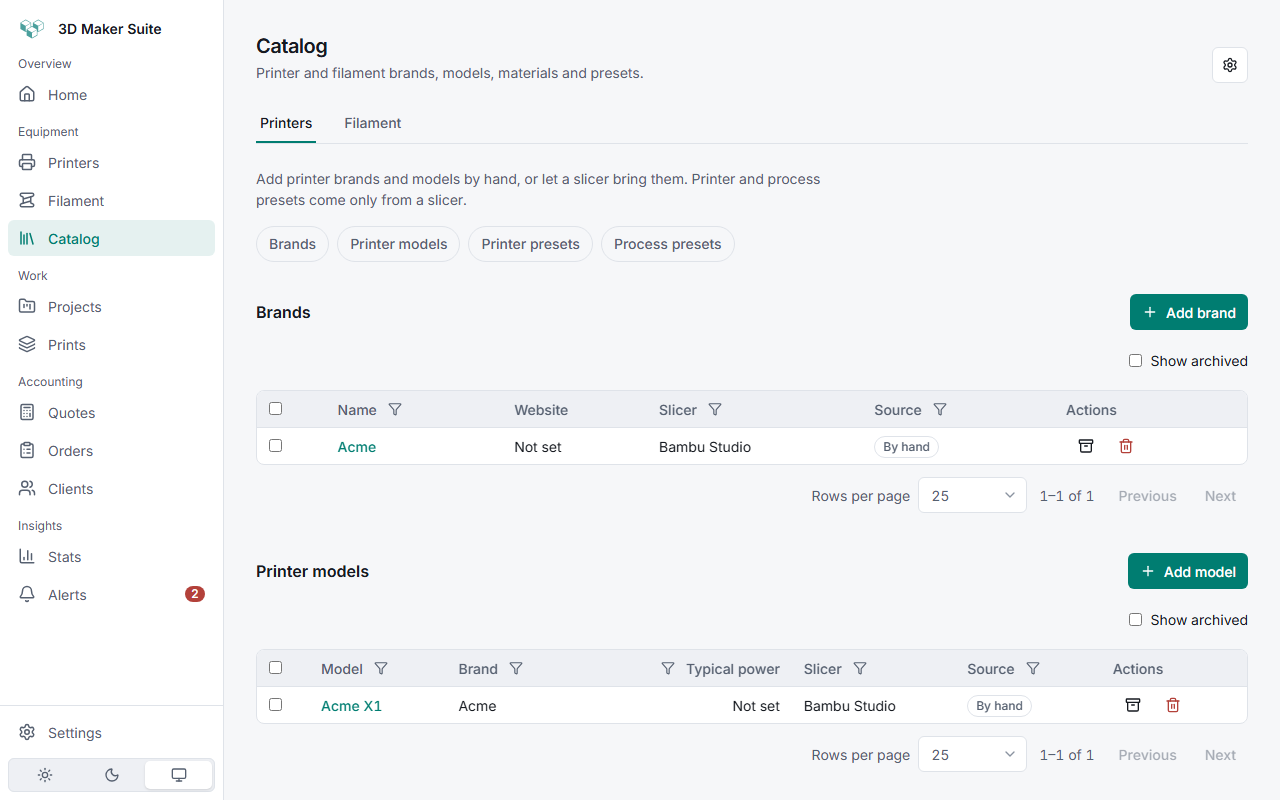 3D Maker Suite
Overview
Home
Equipment
Printers
Filament
Catalog
Work
Projects
Prints
Accounting
Quotes
Orders
Clients
Insights
Stats
Alerts 2
Settings
Catalog
Printer and filament brands, models, materials and presets.
Printers Filament
Add printer brands and models by hand, or let a slicer bring them. Printer and process
presets come only from a slicer.
Brands Printer models Printer presets Process presets
Brands
Add brand
Show archived
Name Website Slicer Source Actions
Acme Not set Bambu Studio By hand
Rows per page 25 1–1 of 1 Previous Next
Printer models
Add model
Show archived
Model Brand Typical power Slicer Source Actions
Acme X1 Acme Not set Bambu Studio By hand
Rows per page 25 1–1 of 1 Previous Next